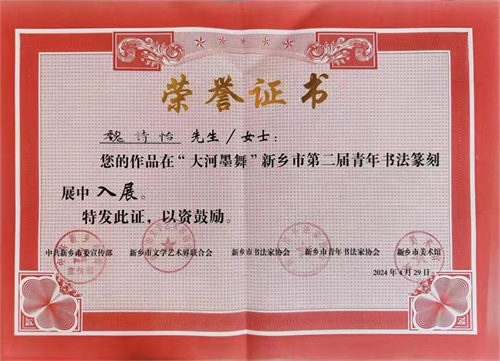 荣誉证书
魏诗怡 先生/女士：
您的作品在“大河墨舞”新乡市第二届青年书法篆刻
展中 入展。
特发此证，以资鼓励。
中共新乡市委宣传部 新乡市文学艺术界联合会 新乡市书法家协会 新乡市青年书法家协会 新乡市美术馆
2024年4月29日